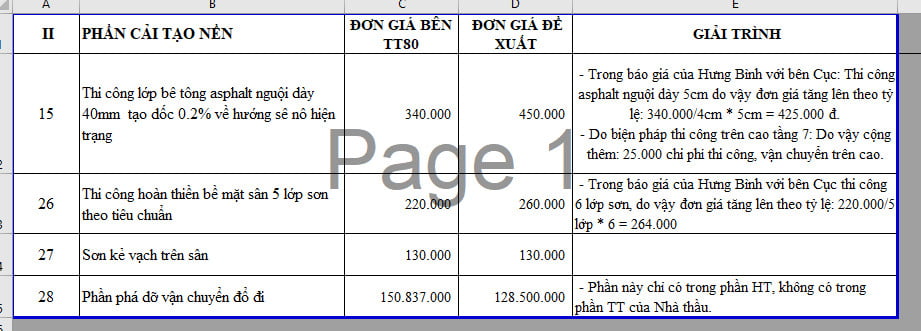 A B C D E
II PHẦN CẢI TẠO NỀN ĐƠN GIÁ BÊN TT80 ĐƠN GIÁ ĐỀ XUẤT GIẢI TRÌNH
15
Thi công lớp bê tông asphalt nguội dày
40mm tạo dốc 0.2% về hướng sê nô hiện
trạng
340.000
450.000
- Trong báo giá của Hưng Bình với bên Cục: Thi công
asphalt nguội dày 5cm do vậy đơn giá tăng lên theo tỷ
lệ: 340.000/4cm * 5cm = 425.000 đ.
- Do biện pháp thi công trên cao tầng 7: Do vậy cộng
thêm: 25.000 chi phí thi công, vận chuyển trên cao.
Page 1
26
Thi công hoàn thiền bề mặt sân 5 lớp sơn
theo tiêu chuẩn
220.000
260.000
- Trong báo giá của Hưng Bình với bên Cục thi công
6 lớp sơn, do vậy đơn giá tăng lên theo tỷ lệ: 220.000/5
lớp * 6 = 264.000
27
Sơn kẻ vạch trên sân
130.000
130.000
28
Phần phá dỡ vận chuyển đổ đi
150.837.000
128.500.000
- Phần này chỉ có trong phần HT, không có trong
phần TT của Nhà thầu.